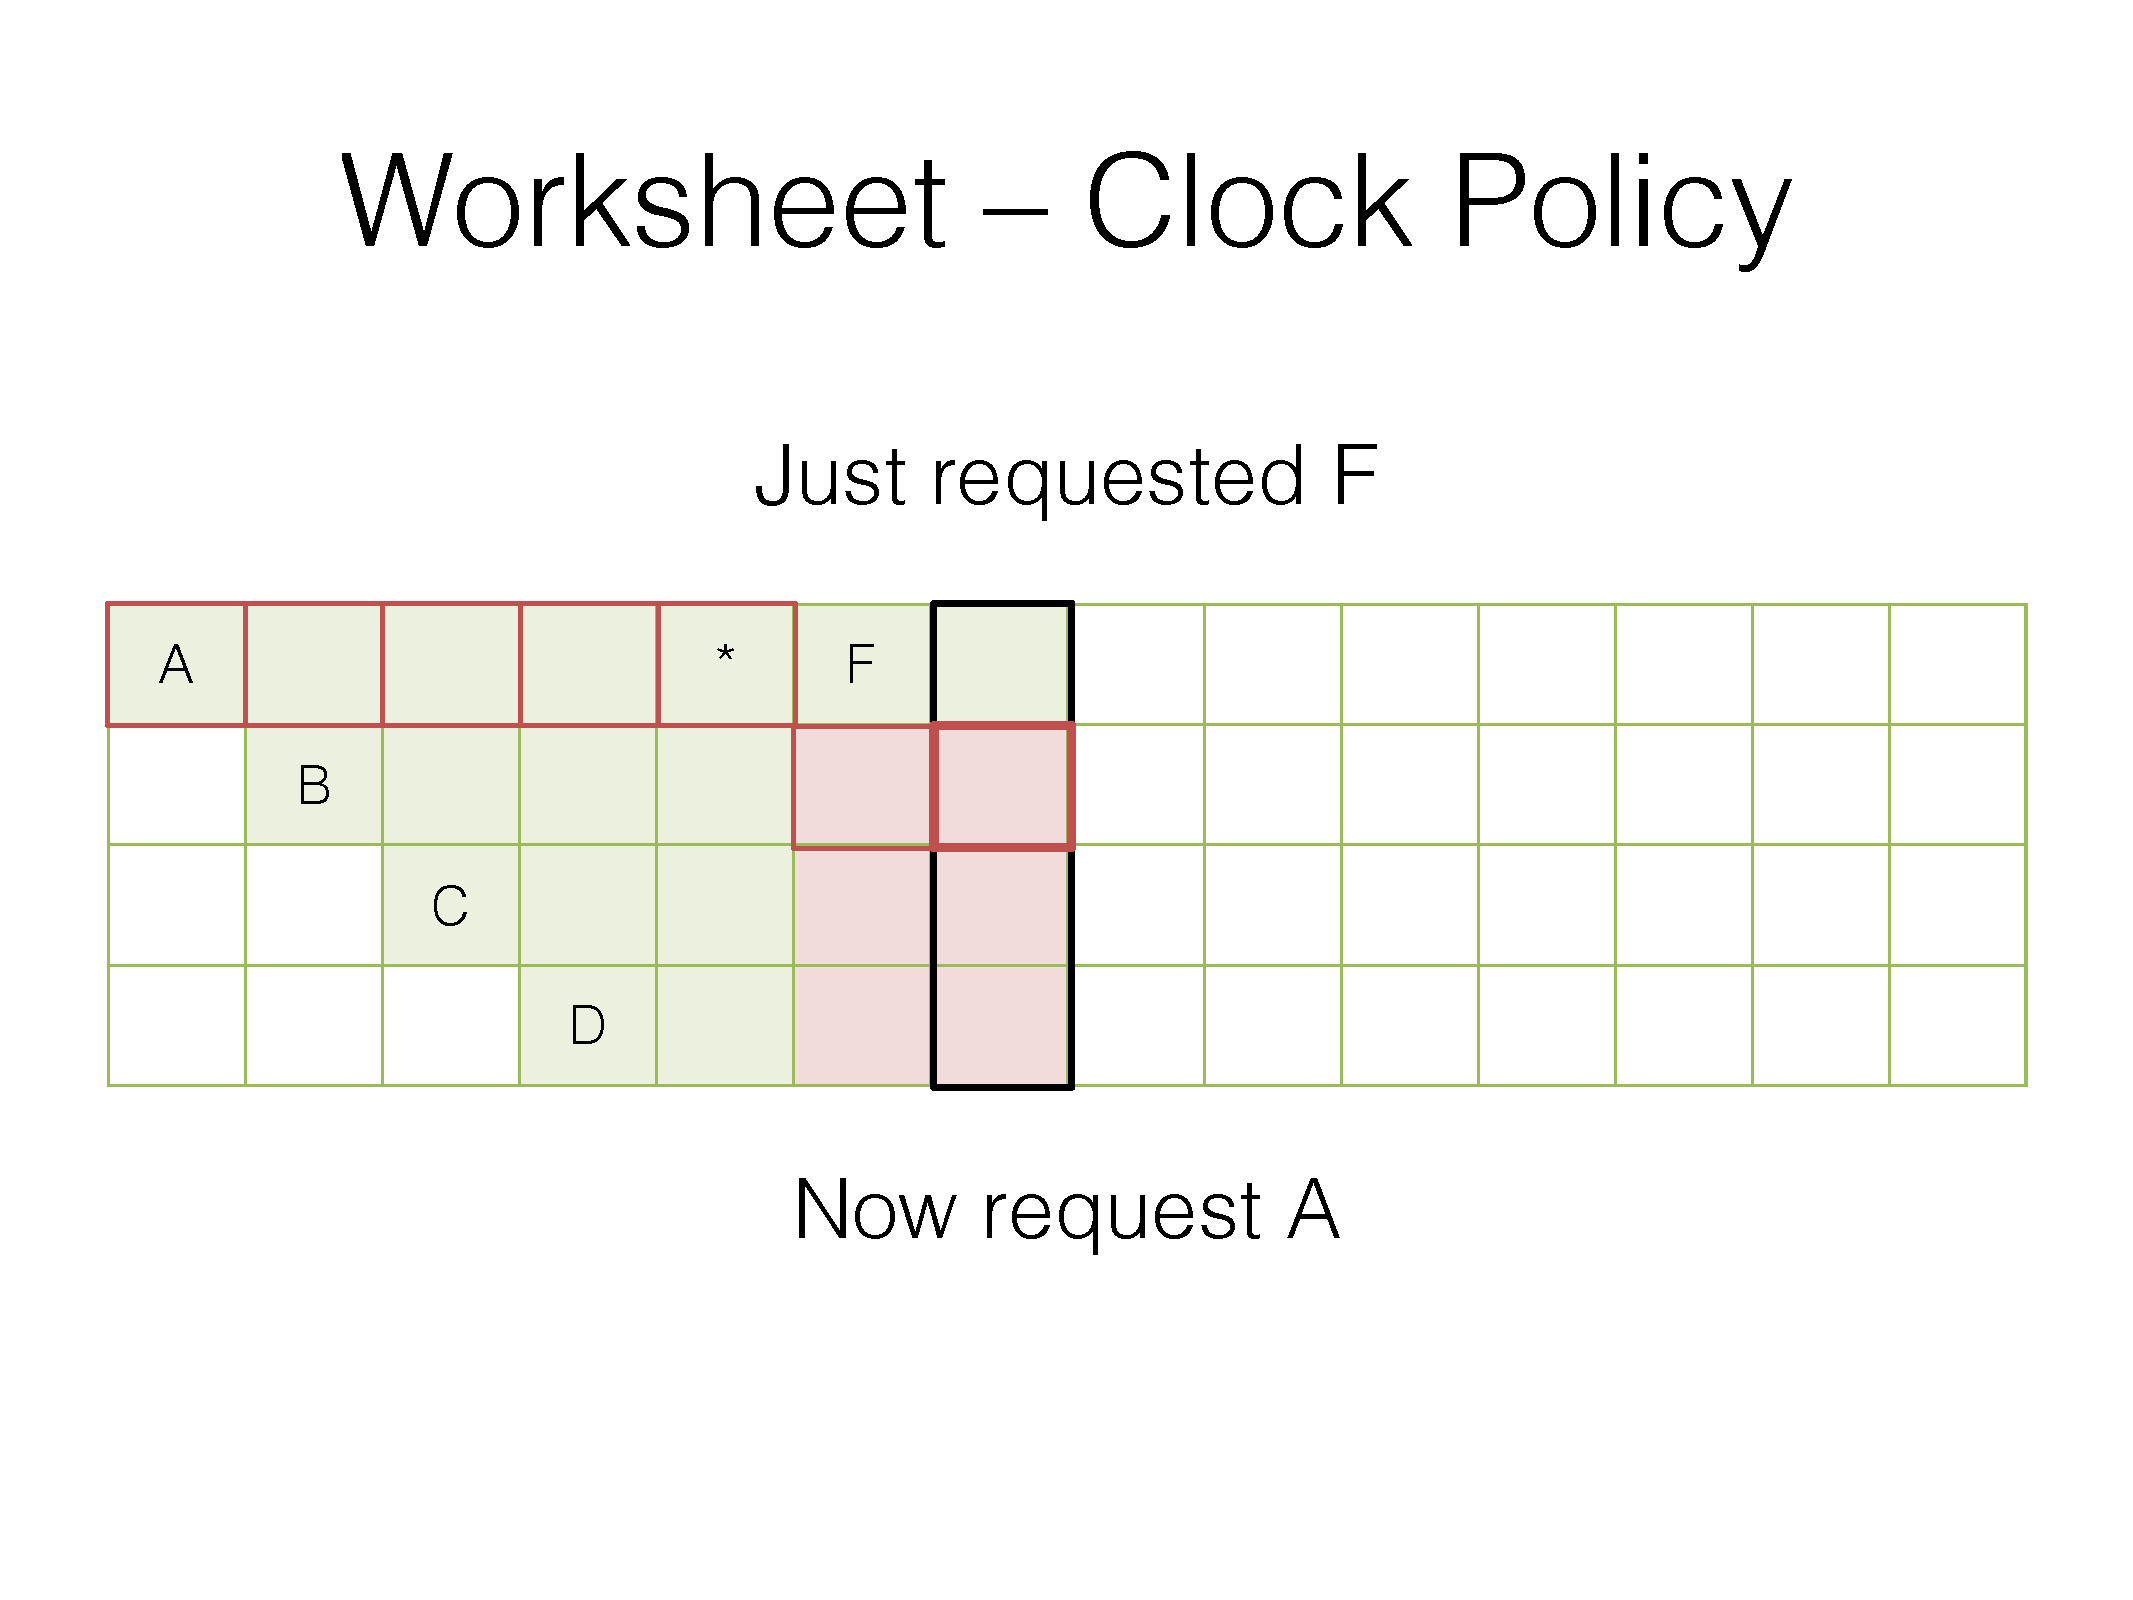 Worksheet – Clock Policy
Just requested F
A * F
B
C
D
Now request A